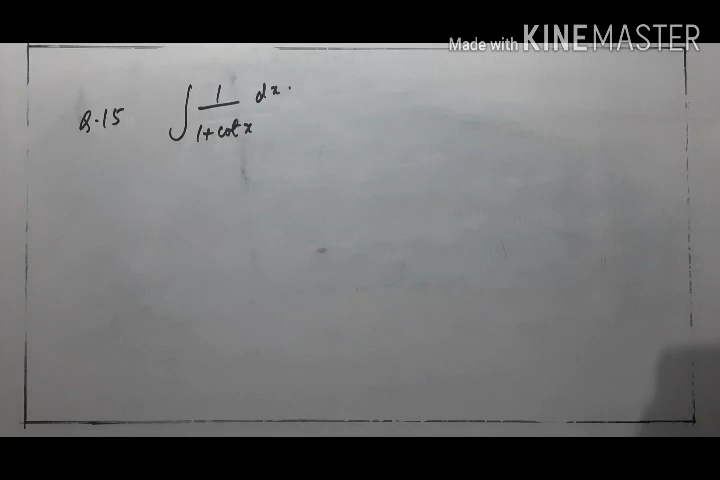 Made with KINEMASTER
Q.15 ∫ 1/(1+cot x) dx.